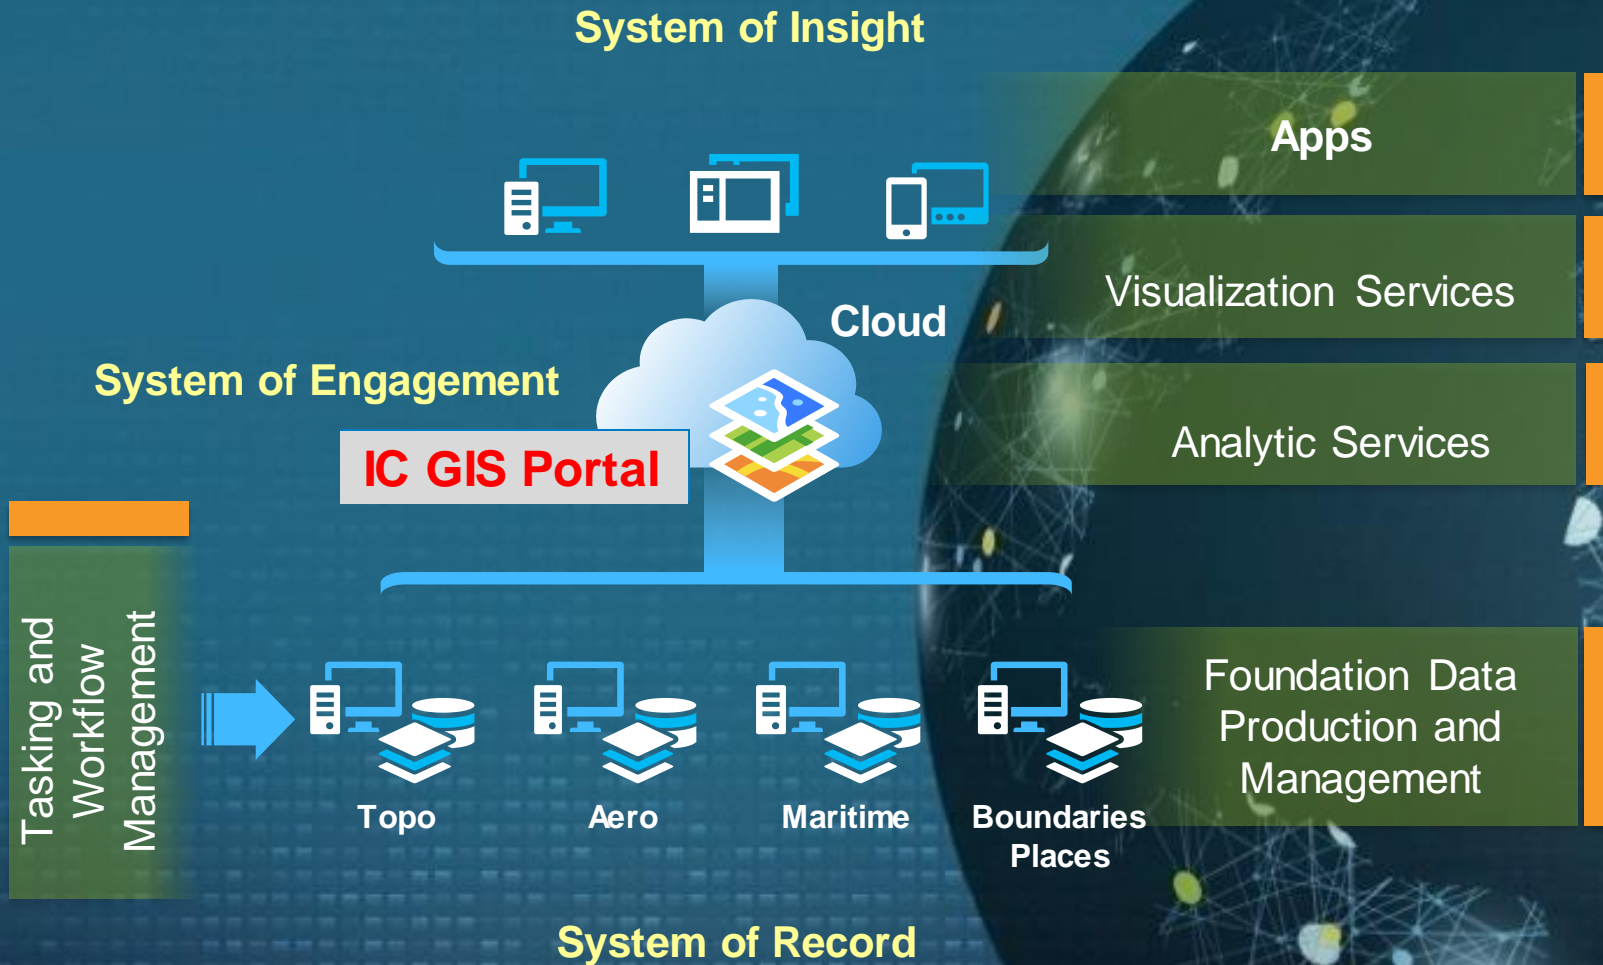 System of Insight
Apps
Visualization Services
Cloud
System of Engagement
Analytic Services
IC GIS Portal
Tasking and
Workflow
Management
Foundation Data
Production and
Management
Topo
Aero
Maritime
Boundaries
Places
System of Record